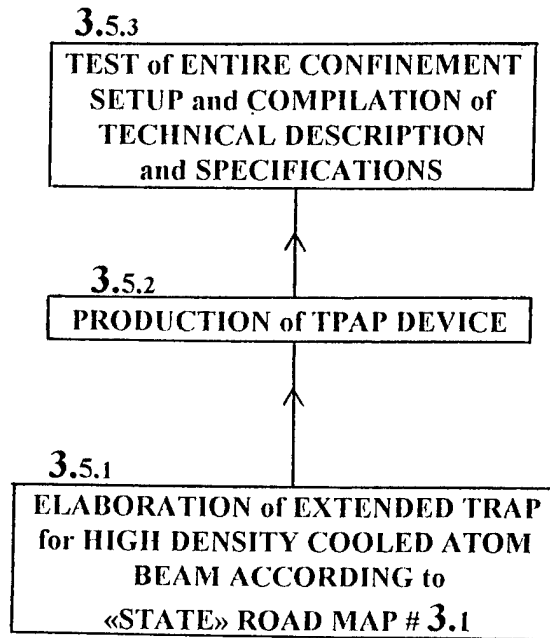 3.5.3
TEST of ENTIRE CONFINEMENT
SETUP and COMPILATION of
TECHNICAL DESCRIPTION
and SPECIFICATIONS
3.5.2
PRODUCTION of TPAP DEVICE
3.5.1
ELABORATION of EXTENDED TRAP
for HIGH DENSITY COOLED ATOM
BEAM ACCORDING to
«STATE» ROAD MAP # 3.1